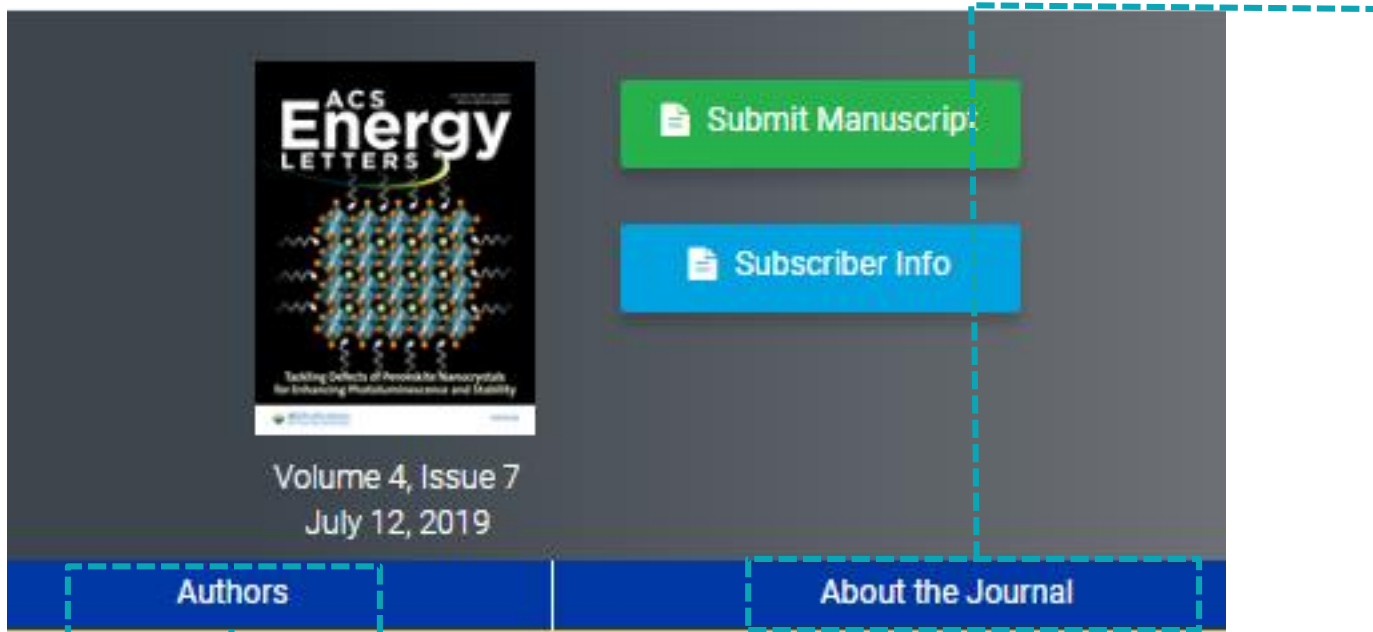 ACS
Energy
LETTERS
Tackling Defects of Perovskite Nanocrystals
for Enhancing Photoluminescence and Stability
Submit Manuscript
Subscriber Info
Volume 4, Issue 7
July 12, 2019
Authors
About the Journal